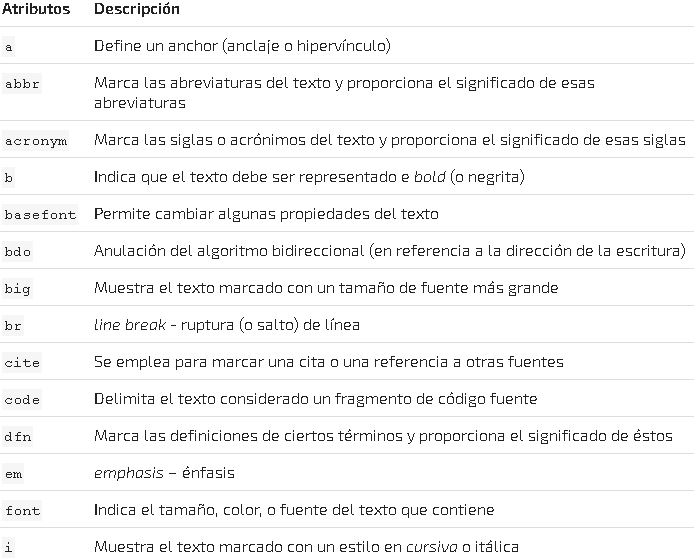 Atributos Descripción
a Define un anchor (anclaje o hipervínculo)
abbr Marca las abreviaturas del texto y proporciona el significado de esas
abreviaturas
acronym Marca las siglas o acrónimos del texto y proporciona el significado de esas siglas
b Indica que el texto debe ser representado e bold (o negrita)
basefont Permite cambiar algunas propiedades del texto
bdo Anulación del algoritmo bidireccional (en referencia a la dirección de la escritura)
big Muestra el texto marcado con un tamaño de fuente más grande
br line break - ruptura (o salto) de línea
cite Se emplea para marcar una cita o una referencia a otras fuentes
code Delimita el texto considerado un fragmento de código fuente
dfn Marca las definiciones de ciertos términos y proporciona el significado de éstos
em emphasis – énfasis
font Indica el tamaño, color, o fuente del texto que contiene
i Muestra el texto marcado con un estilo en cursiva o itálica